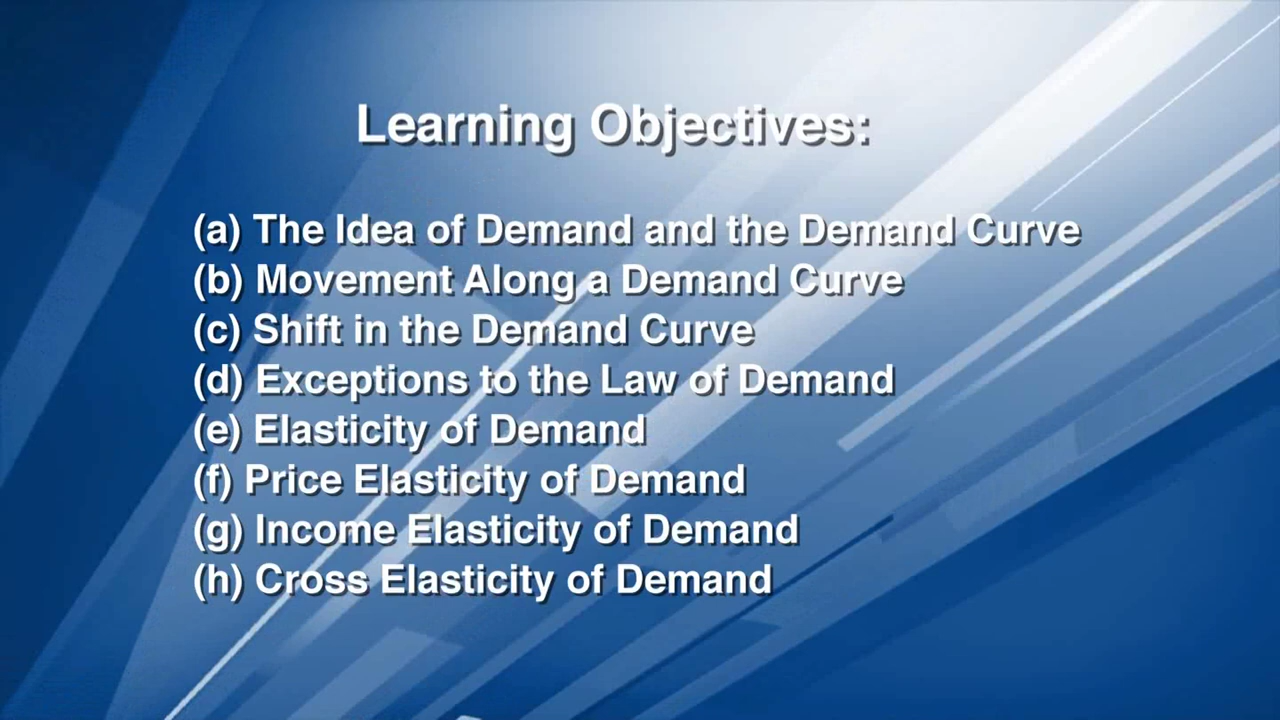 Learning Objectives:
(a) The Idea of Demand and the Demand Curve
(b) Movement Along a Demand Curve
(c) Shift in the Demand Curve
(d) Exceptions to the Law of Demand
(e) Elasticity of Demand
(f) Price Elasticity of Demand
(g) Income Elasticity of Demand
(h) Cross Elasticity of Demand